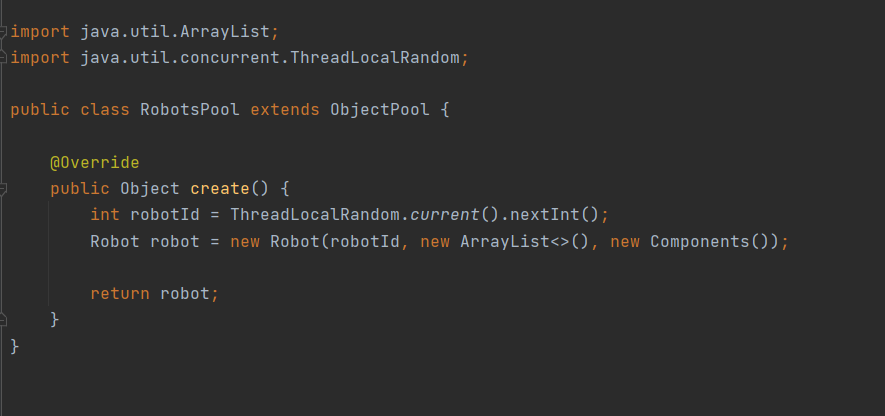 import java.util.ArrayList;
import java.util.concurrent.ThreadLocalRandom;
public class RobotsPool extends ObjectPool {
@Override
public Object create() {
int robotId = ThreadLocalRandom.current().nextInt();
Robot robot = new Robot(robotId, new ArrayList<>(), new Components());
return robot;
}
}